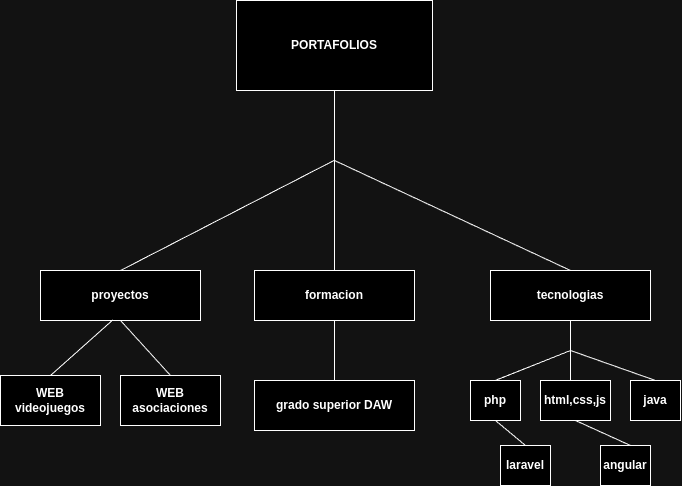 PORTAFOLIOS
proyectos
formacion
tecnologias
WEB
videojuegos
WEB
asociaciones
grado superior DAW
php
html,css,js
java
laravel
angular